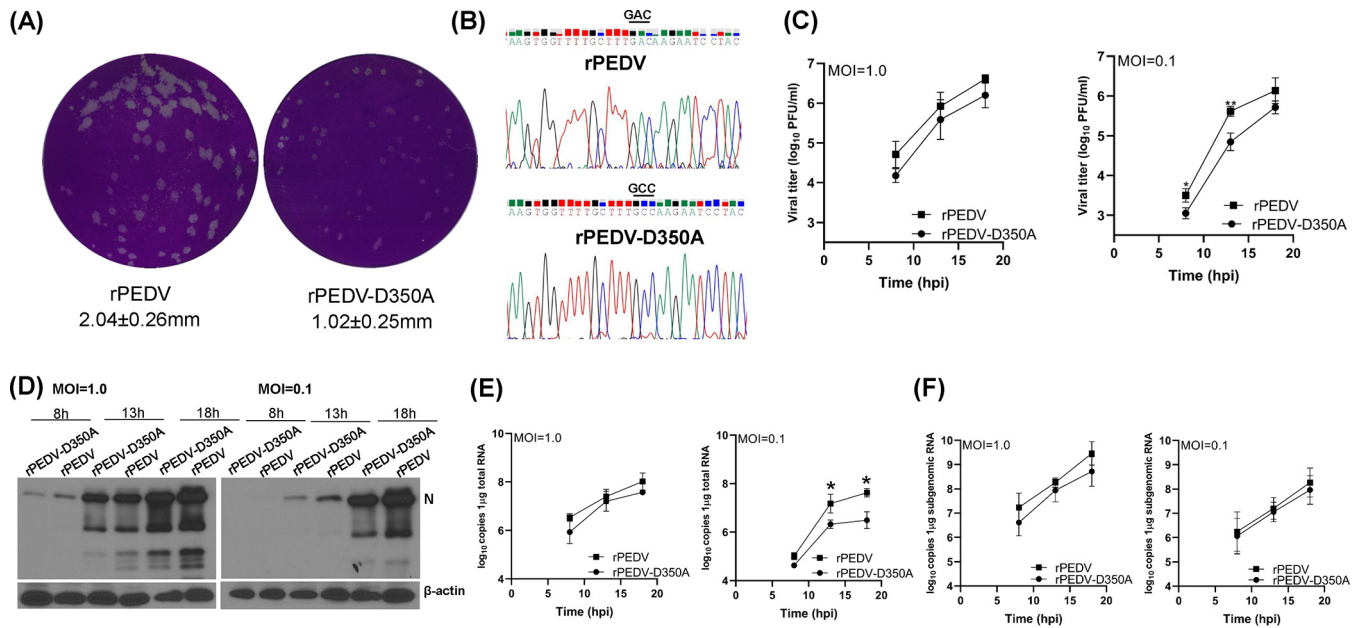 (A)
rPEDV
2.04±0.26mm
rPEDV-D350A
1.02±0.25mm
(B)
GAC
AAGTGGTTTTGCTTTGACAAGAATCCTAC
rPEDV
GCC
AAGTGGTTTTGCTTTGCCAAGAATCCTAC
rPEDV-D350A
(C)
MOI=1.0
Viral titer (log10 PFU/ml)
7
6
5
4
3
0 5 10 15 20
Time (hpi)
rPEDV
rPEDV-D350A
MOI=0.1
Viral titer (log10 PFU/ml)
7
6
5
4
3
*
**
0 5 10 15 20
Time (hpi)
rPEDV
rPEDV-D350A
(D)
MOI=1.0 MOI=0.1
8h 13h 18h 8h 13h 18h
rPEDV-D350A rPEDV rPEDV-D350A rPEDV rPEDV-D350A rPEDV rPEDV-D350A rPEDV rPEDV-D350A rPEDV rPEDV-D350A rPEDV
N
β-actin
(E)
MOI=1.0
log10 copies 1μg total RNA
10
8
6
4
0 5 10 15 20
Time (hpi)
rPEDV
rPEDV-D350A
MOI=0.1
log10 copies 1μg total RNA
10
8
6
4
* *
0 5 10 15 20
Time (hpi)
rPEDV
rPEDV-D350A
(F)
MOI=1.0
log10 copies 1μg subgenomic RNA
10
9
8
7
6
5
4
0 5 10 15 20
Time (hpi)
rPEDV
rPEDV-D350A
MOI=0.1
log10 copies 1μg subgenomic RNA
10
9
8
7
6
5
4
0 5 10 15 20
Time (hpi)
rPEDV
rPEDV-D350A